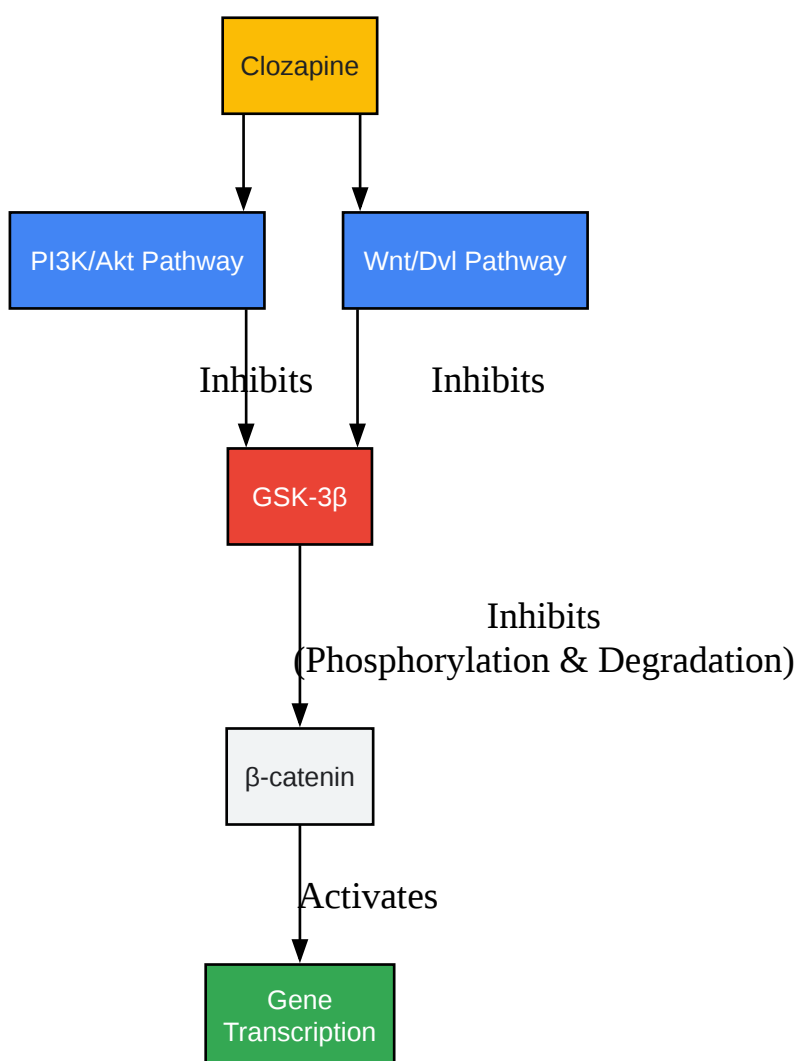 Clozapine
PI3K/Akt Pathway
Wnt/Dvl Pathway
Inhibits
Inhibits
GSK-3β
Inhibits
(Phosphorylation & Degradation)
β-catenin
Activates
Gene
Transcription